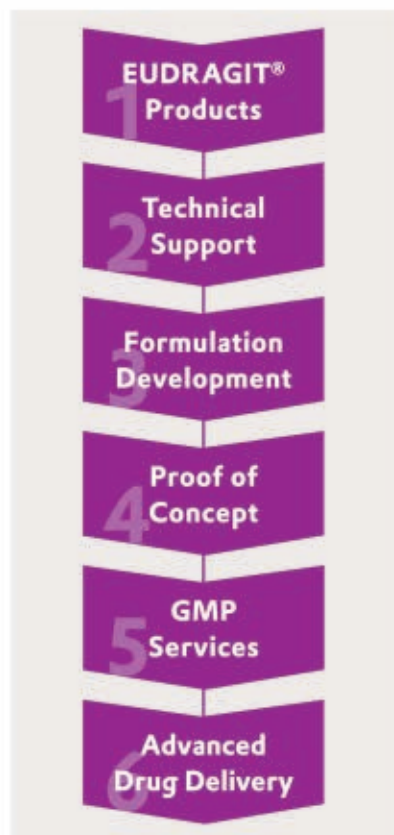 1
EUDRAGIT®
Products
2
Technical
Support
3
Formulation
Development
4
Proof of
Concept
5
GMP
Services
6
Advanced
Drug Delivery